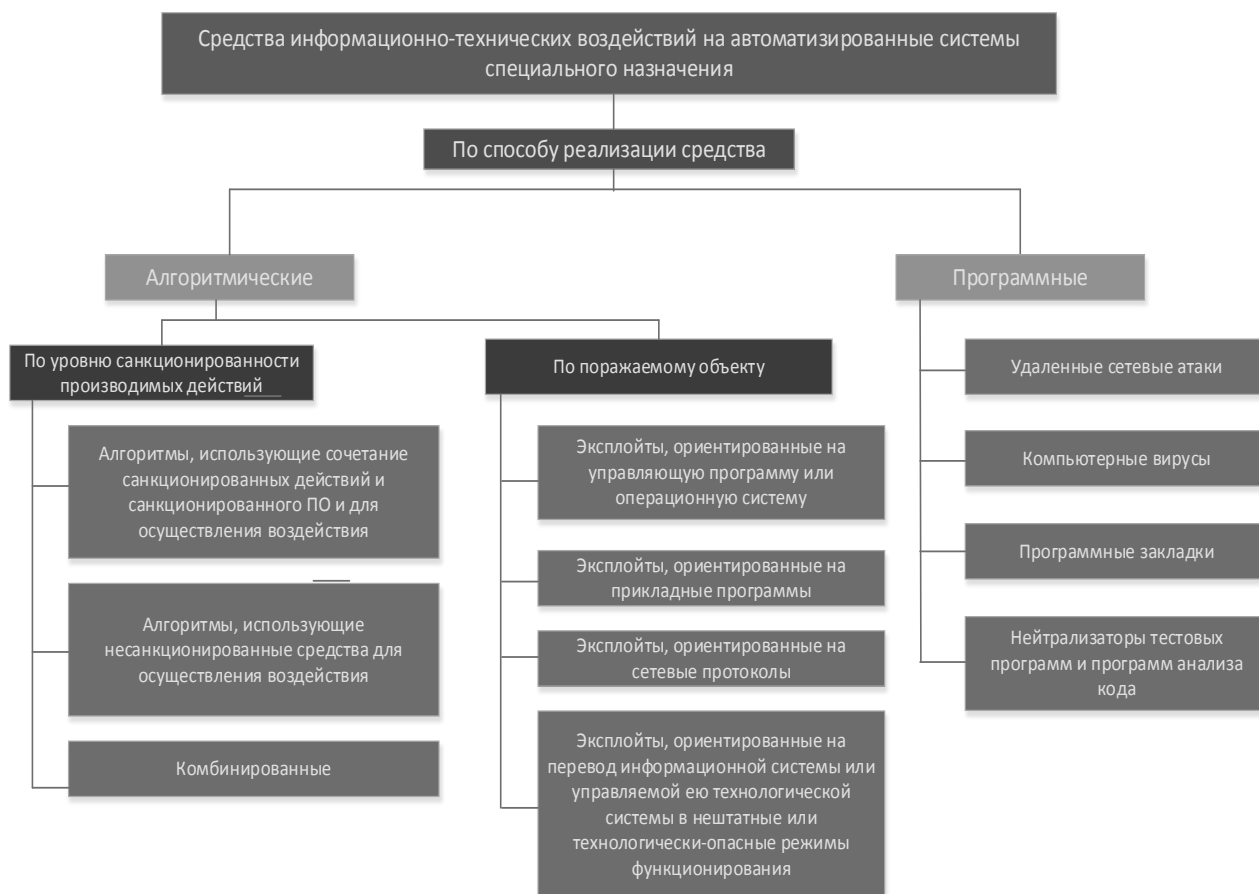 Средства информационно-технических воздействий на автоматизированные системы
специального назначения
По способу реализации средства
Алгоритмические
Программные
По уровню санкционированности
производимых действий
По поражаемому объекту
Алгоритмы, использующие сочетание
санкционированных действий и
санкционированного ПО и для
осуществления воздействия
Алгоритмы, использующие
несанкционированные средства для
осуществления воздействия
Комбинированные
Эксплойты, ориентированные на
управляющую программу или
операционную систему
Эксплойты, ориентированные на
прикладные программы
Эксплойты, ориентированные на
сетевые протоколы
Эксплойты, ориентированные на
перевод информационной системы или
управляемой ею технологической
системы в нештатные или
технологически-опасные режимы
функционирования
Удаленные сетевые атаки
Компьютерные вирусы
Программные закладки
Нейтрализаторы тестовых
программ и программ анализа
кода